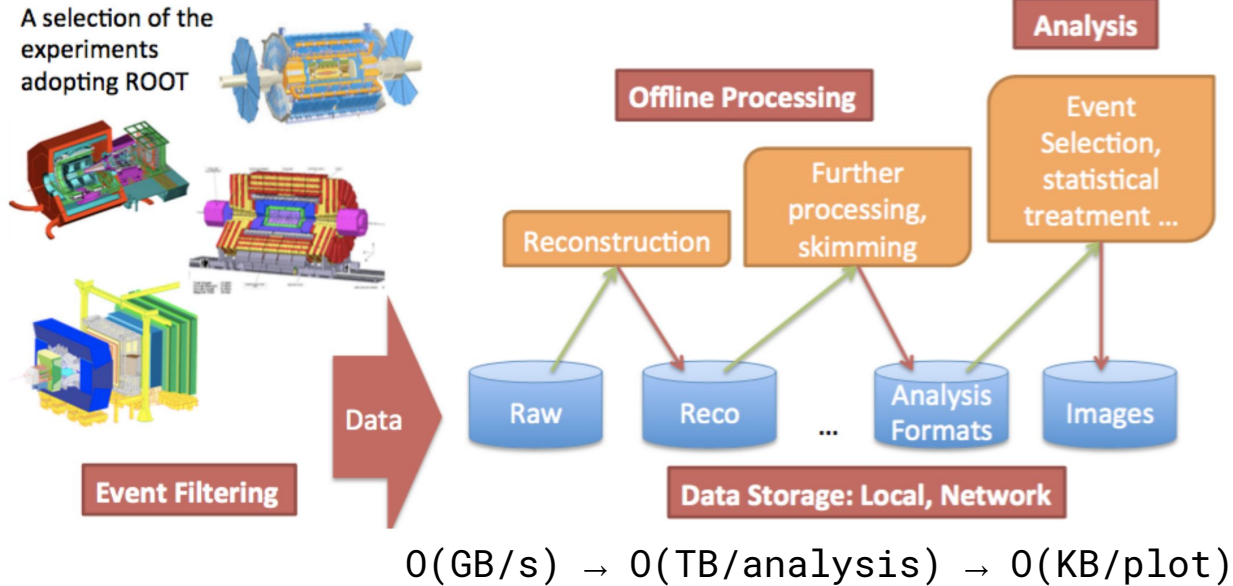 A selection of the
experiments
adopting ROOT
Event Filtering
Data
Offline Processing
Analysis
Reconstruction
Further
processing,
skimming
Event
Selection,
statistical
treatment ...
Raw
Reco
...
Analysis
Formats
Images
Data Storage: Local, Network
O(GB/s) → O(TB/analysis) → O(KB/plot)